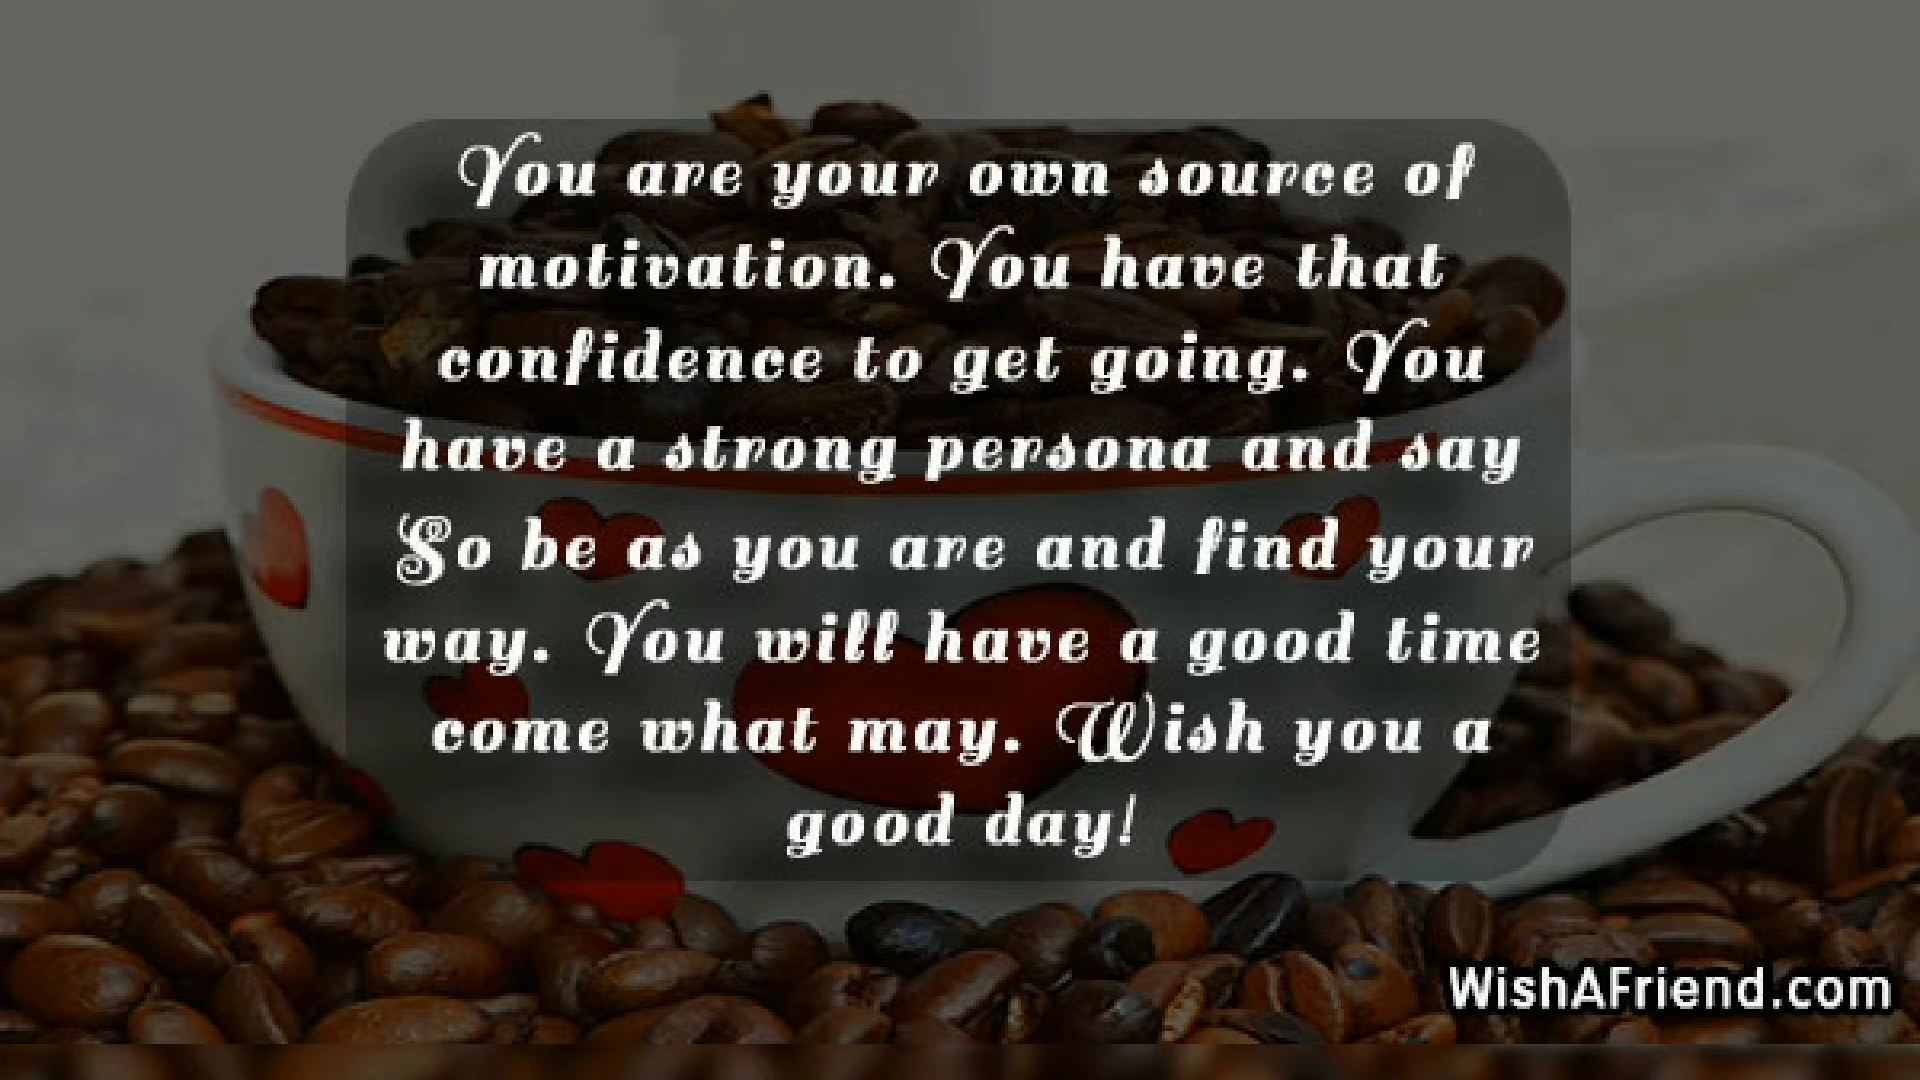 You are your own source of
motivation. You have that
confidence to get going. You
have a strong persona and say
So be as you are and find your
way. You will have a good time
come what may. Wish you a
good day!
WishAFriend.com